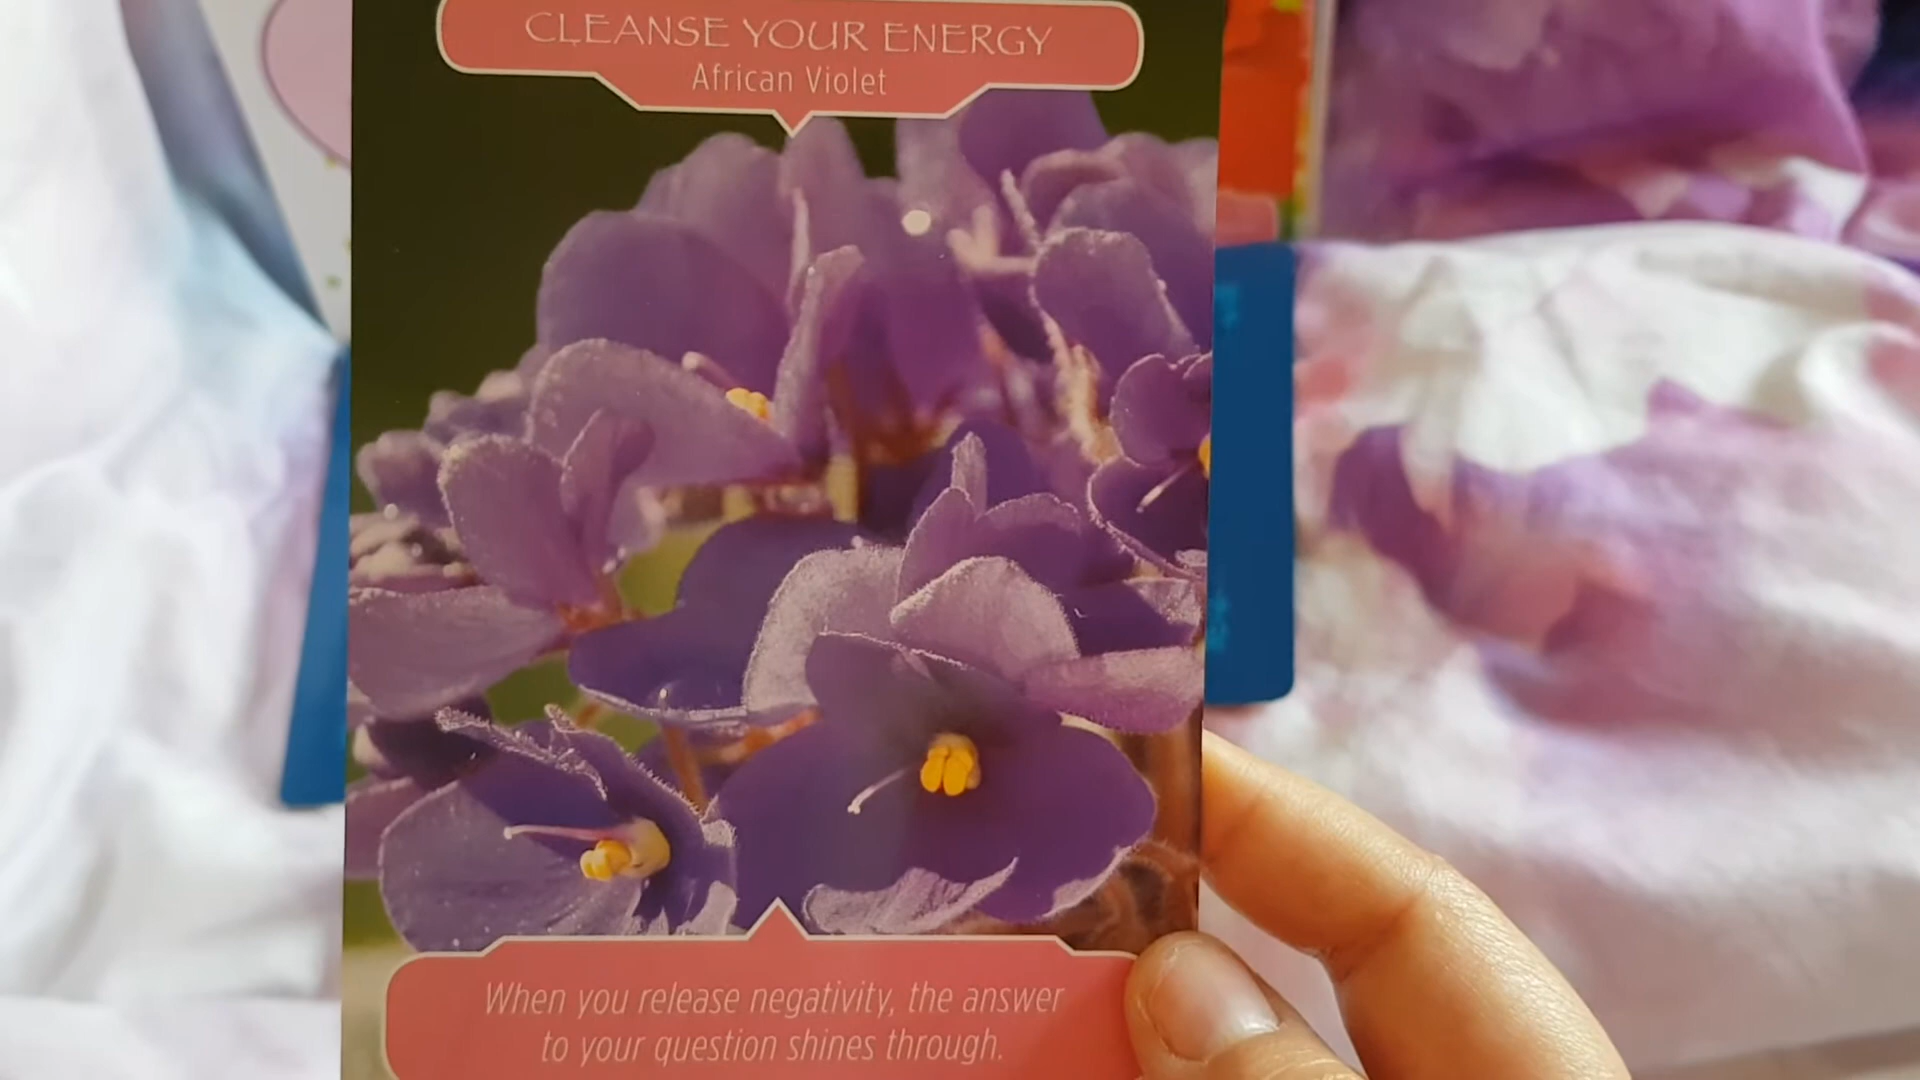 CLEANSE YOUR ENERGY
African Violet
When you release negativity, the answer
to your question shines through.